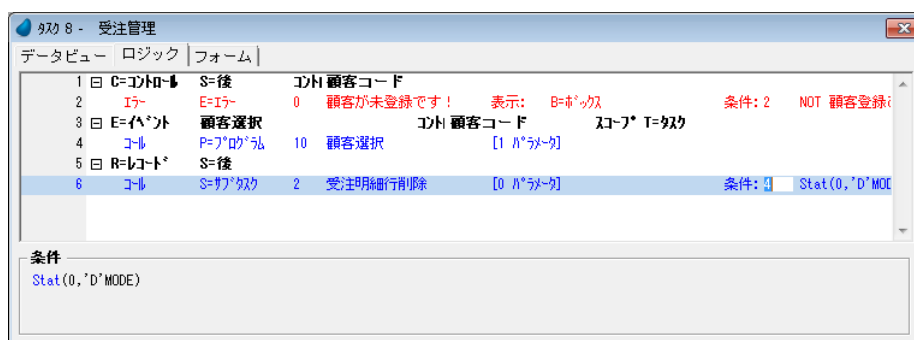 ﾀｽｸ 8 - 受注管理
データビュー ロジック フォーム
1 C=ｺﾝﾄﾛｰﾙ S=後 ｺﾝﾄﾛ 顧客コード
2 ｴﾗｰ E=ｴﾗｰ 0 顧客が未登録です! 表示: B=ﾎﾞｯｸｽ 条件: 2 NOT 顧客登録
3 E=ｲﾍﾞﾝﾄ 顧客選択 ｺﾝﾄﾛ 顧客コード ｽｺｰﾌﾟ T=ﾀｽｸ
4 ｺｰﾙ P=ﾌﾟﾛｸﾞﾗﾑ 10 顧客選択 [1 ﾊﾟﾗﾒｰﾀ]
5 R=ﾚｺｰﾄﾞ S=後
6 ｺｰﾙ S=ｻﾌﾞﾀｽｸ 2 受注明細行削除 [0 ﾊﾟﾗﾒｰﾀ] 条件: 4 Stat(0,'D'MOD
条件
Stat(0,'D'MODE)